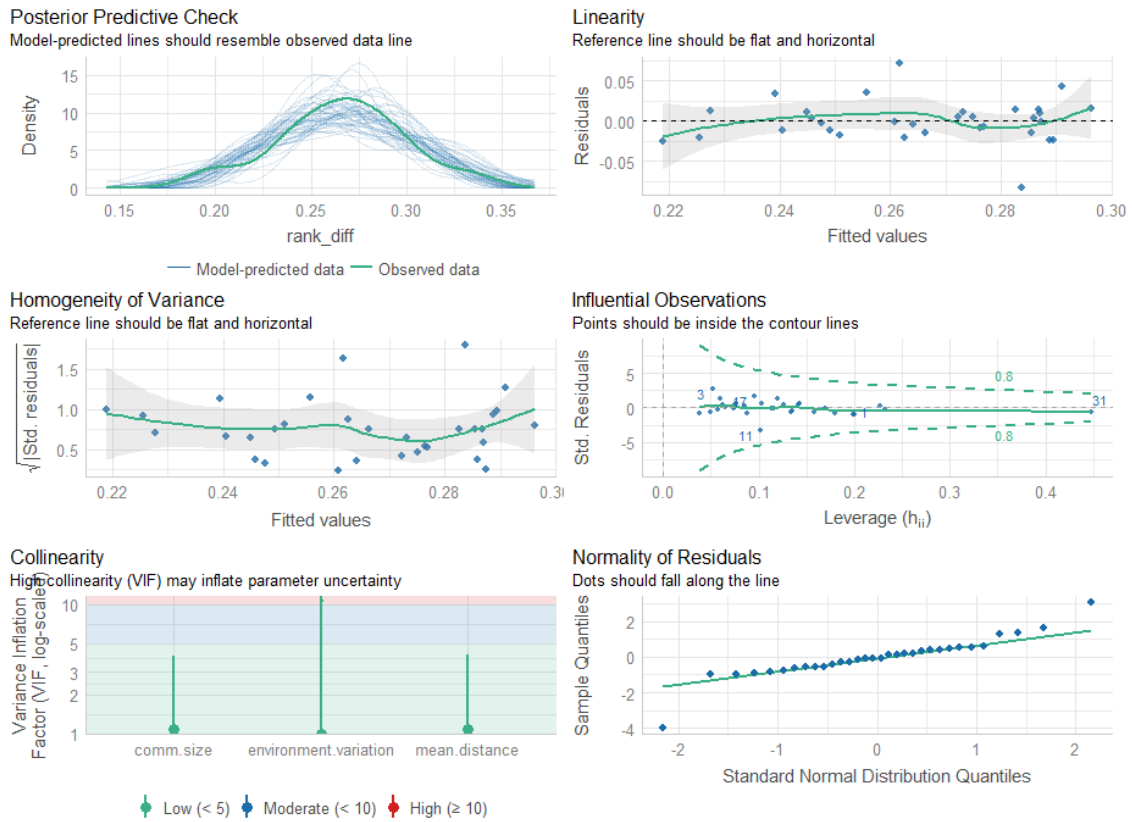 Posterior Predictive Check
Model-predicted lines should resemble observed data line
Density
15
10
5
0
0.15 0.20 0.25 0.30 0.35
rank_diff
Model-predicted data Observed data
Linearity
Reference line should be flat and horizontal
Residuals
0.05
0.00
-0.05
0.22 0.24 0.26 0.28 0.30
Fitted values
Homogeneity of Variance
Reference line should be flat and horizontal
√|Std. residuals|
1.5
1.0
0.5
0.22 0.24 0.26 0.28 0.30
Fitted values
Influential Observations
Points should be inside the contour lines
Std. Residuals
5
0
-5
0.8
0.8
3
47
1
11
31
0.0 0.1 0.2 0.3 0.4
Leverage (hii)
Collinearity
High collinearity (VIF) may inflate parameter uncertainty
Variance Inflation
Factor (VIF, log-scaled)
10
5
3
2
1
comm.size environment.variation mean.distance
Low (< 5) Moderate (< 10) High (≥ 10)
Normality of Residuals
Dots should fall along the line
Sample Quantiles
2
0
-2
-4
-2 -1 0 1 2
Standard Normal Distribution Quantiles